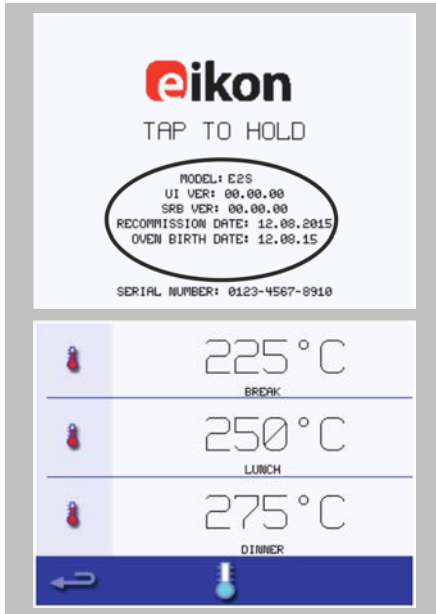 eikon
TAP TO HOLD
MODEL: E2S
UI VER: 00.00.00
SRB VER: 00.00.00
RECOMMISSION DATE: 12.08.2015
OVEN BIRTH DATE: 12.08.15
SERIAL NUMBER: 0123-4567-8910
225°C
BREAK
250°C
LUNCH
275°C
DINNER